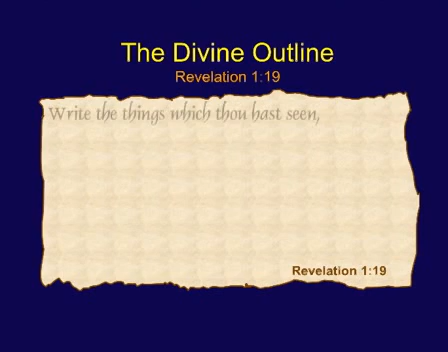 The Divine Outline
Revelation 1:19
Write the things which thou hast seen,
Revelation 1:19